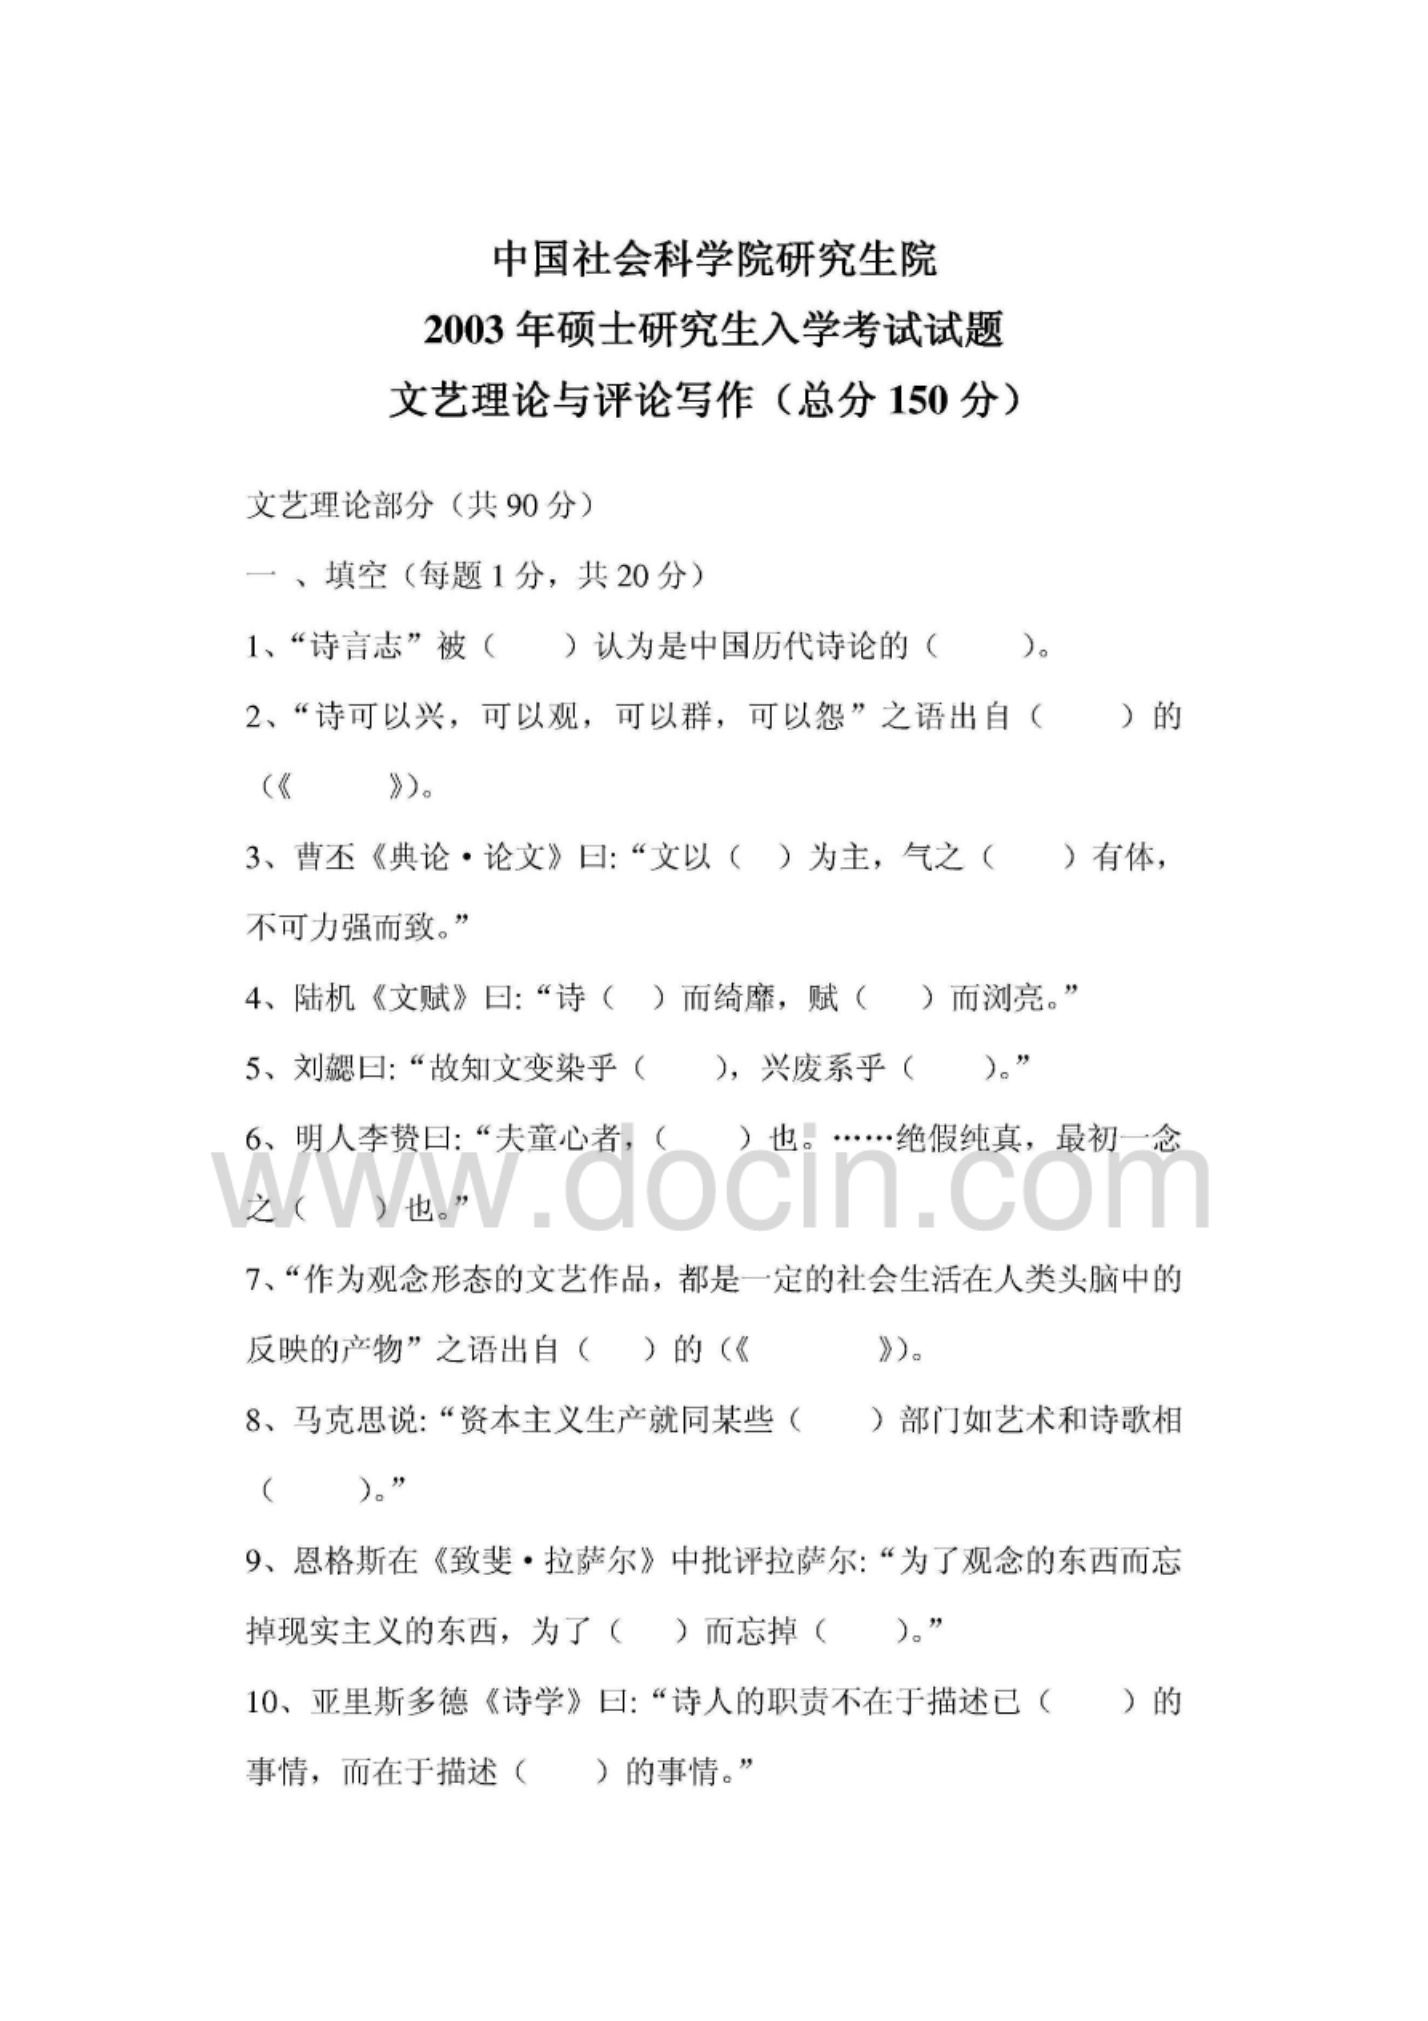 中国社会科学院研究生院
2003 年硕士研究生入学考试试题
文艺理论与评论写作（总分 150 分）
文艺理论部分（共 90 分）
一 、填空（每题 1 分，共 20 分）
1、“诗言志”被（　　）认为是中国历代诗论的（　　）。
2、“诗可以兴，可以观，可以群，可以怨”之语出自（　　）的
（《　　》）。
3、曹丕《典论·论文》曰:“文以（　）为主，气之（　　）有体，
不可力强而致。”
4、陆机《文赋》曰:“诗（　）而绮靡，赋（　）而浏亮。”
5、刘勰曰:“故知文变染乎（　　），兴废系乎（　　）。”
6、明人李贽曰:“夫童心者，（　　）也。……绝假纯真，最初一念
之（　　）也。”
www.docin.com
7、“作为观念形态的文艺作品，都是一定的社会生活在人类头脑中的
反映的产物”之语出自（　）的（《　　　》）。
8、马克思说:“资本主义生产就同某些（　　）部门如艺术和诗歌相
（　　）。”
9、恩格斯在《致斐·拉萨尔》中批评拉萨尔:“为了观念的东西而忘
掉现实主义的东西，为了（　）而忘掉（　　）。”
10、亚里斯多德《诗学》曰:“诗人的职责不在于描述已（　　）的
事情，而在于描述（　　）的事情。”